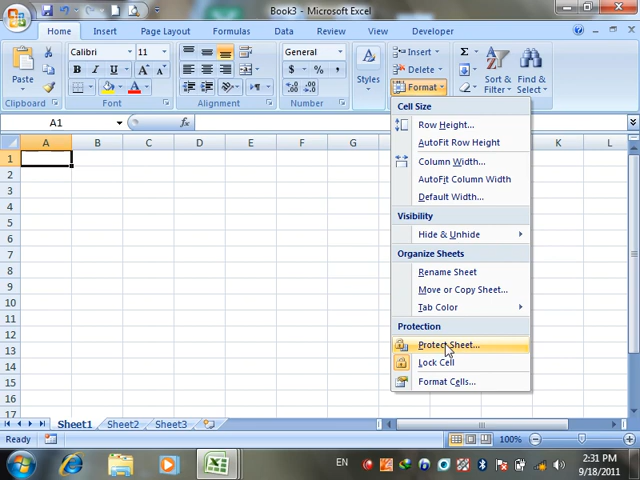 Book3 - Microsoft Excel
Home Insert Page Layout Formulas Data Review View Developer
Paste
Clipboard
Calibri 11
B I U A A
Font
Alignment
General
$ % ,
Number
Styles
Insert
Delete
Format
Σ
Sort & Filter
Find & Select
A1 fx
A B C D E F G K L
1
2
3
4
5
6
7
8
9
10
11
12
13
14
15
16
17
Cell Size
Row Height...
AutoFit Row Height
Column Width...
AutoFit Column Width
Default Width...
Visibility
Hide & Unhide
Organize Sheets
Rename Sheet
Move or Copy Sheet...
Tab Color
Protection
Protect Sheet...
Lock Cell
Format Cells...
Sheet1 Sheet2 Sheet3
Ready 100%
EN 2:31 PM
9/18/2011